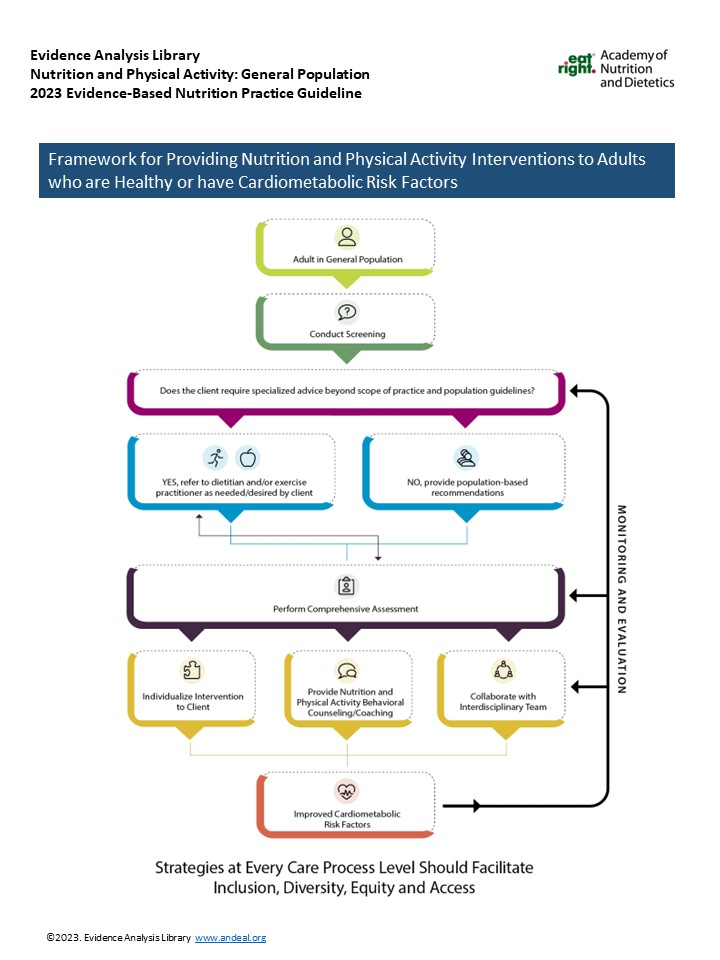 Evidence Analysis Library
Nutrition and Physical Activity: General Population
2023 Evidence-Based Nutrition Practice Guideline
eat right.
Academy of
Nutrition
and Dietetics
Framework for Providing Nutrition and Physical Activity Interventions to Adults
who are Healthy or have Cardiometabolic Risk Factors
Adult in General Population
?
Conduct Screening
Does the client require specialized advice beyond scope of practice and population guidelines?
YES, refer to dietitian and/or exercise
practitioner as needed/desired by client
NO, provide population-based
recommendations
Perform Comprehensive Assessment
Individualize Intervention
to Client
Provide Nutrition and
Physical Activity Behavioral
Counseling/Coaching
Collaborate with
Interdisciplinary Team
MONITORING AND EVALUATION
Improved Cardiometabolic
Risk Factors
Strategies at Every Care Process Level Should Facilitate
Inclusion, Diversity, Equity and Access
©2023. Evidence Analysis Library www.andeal.org